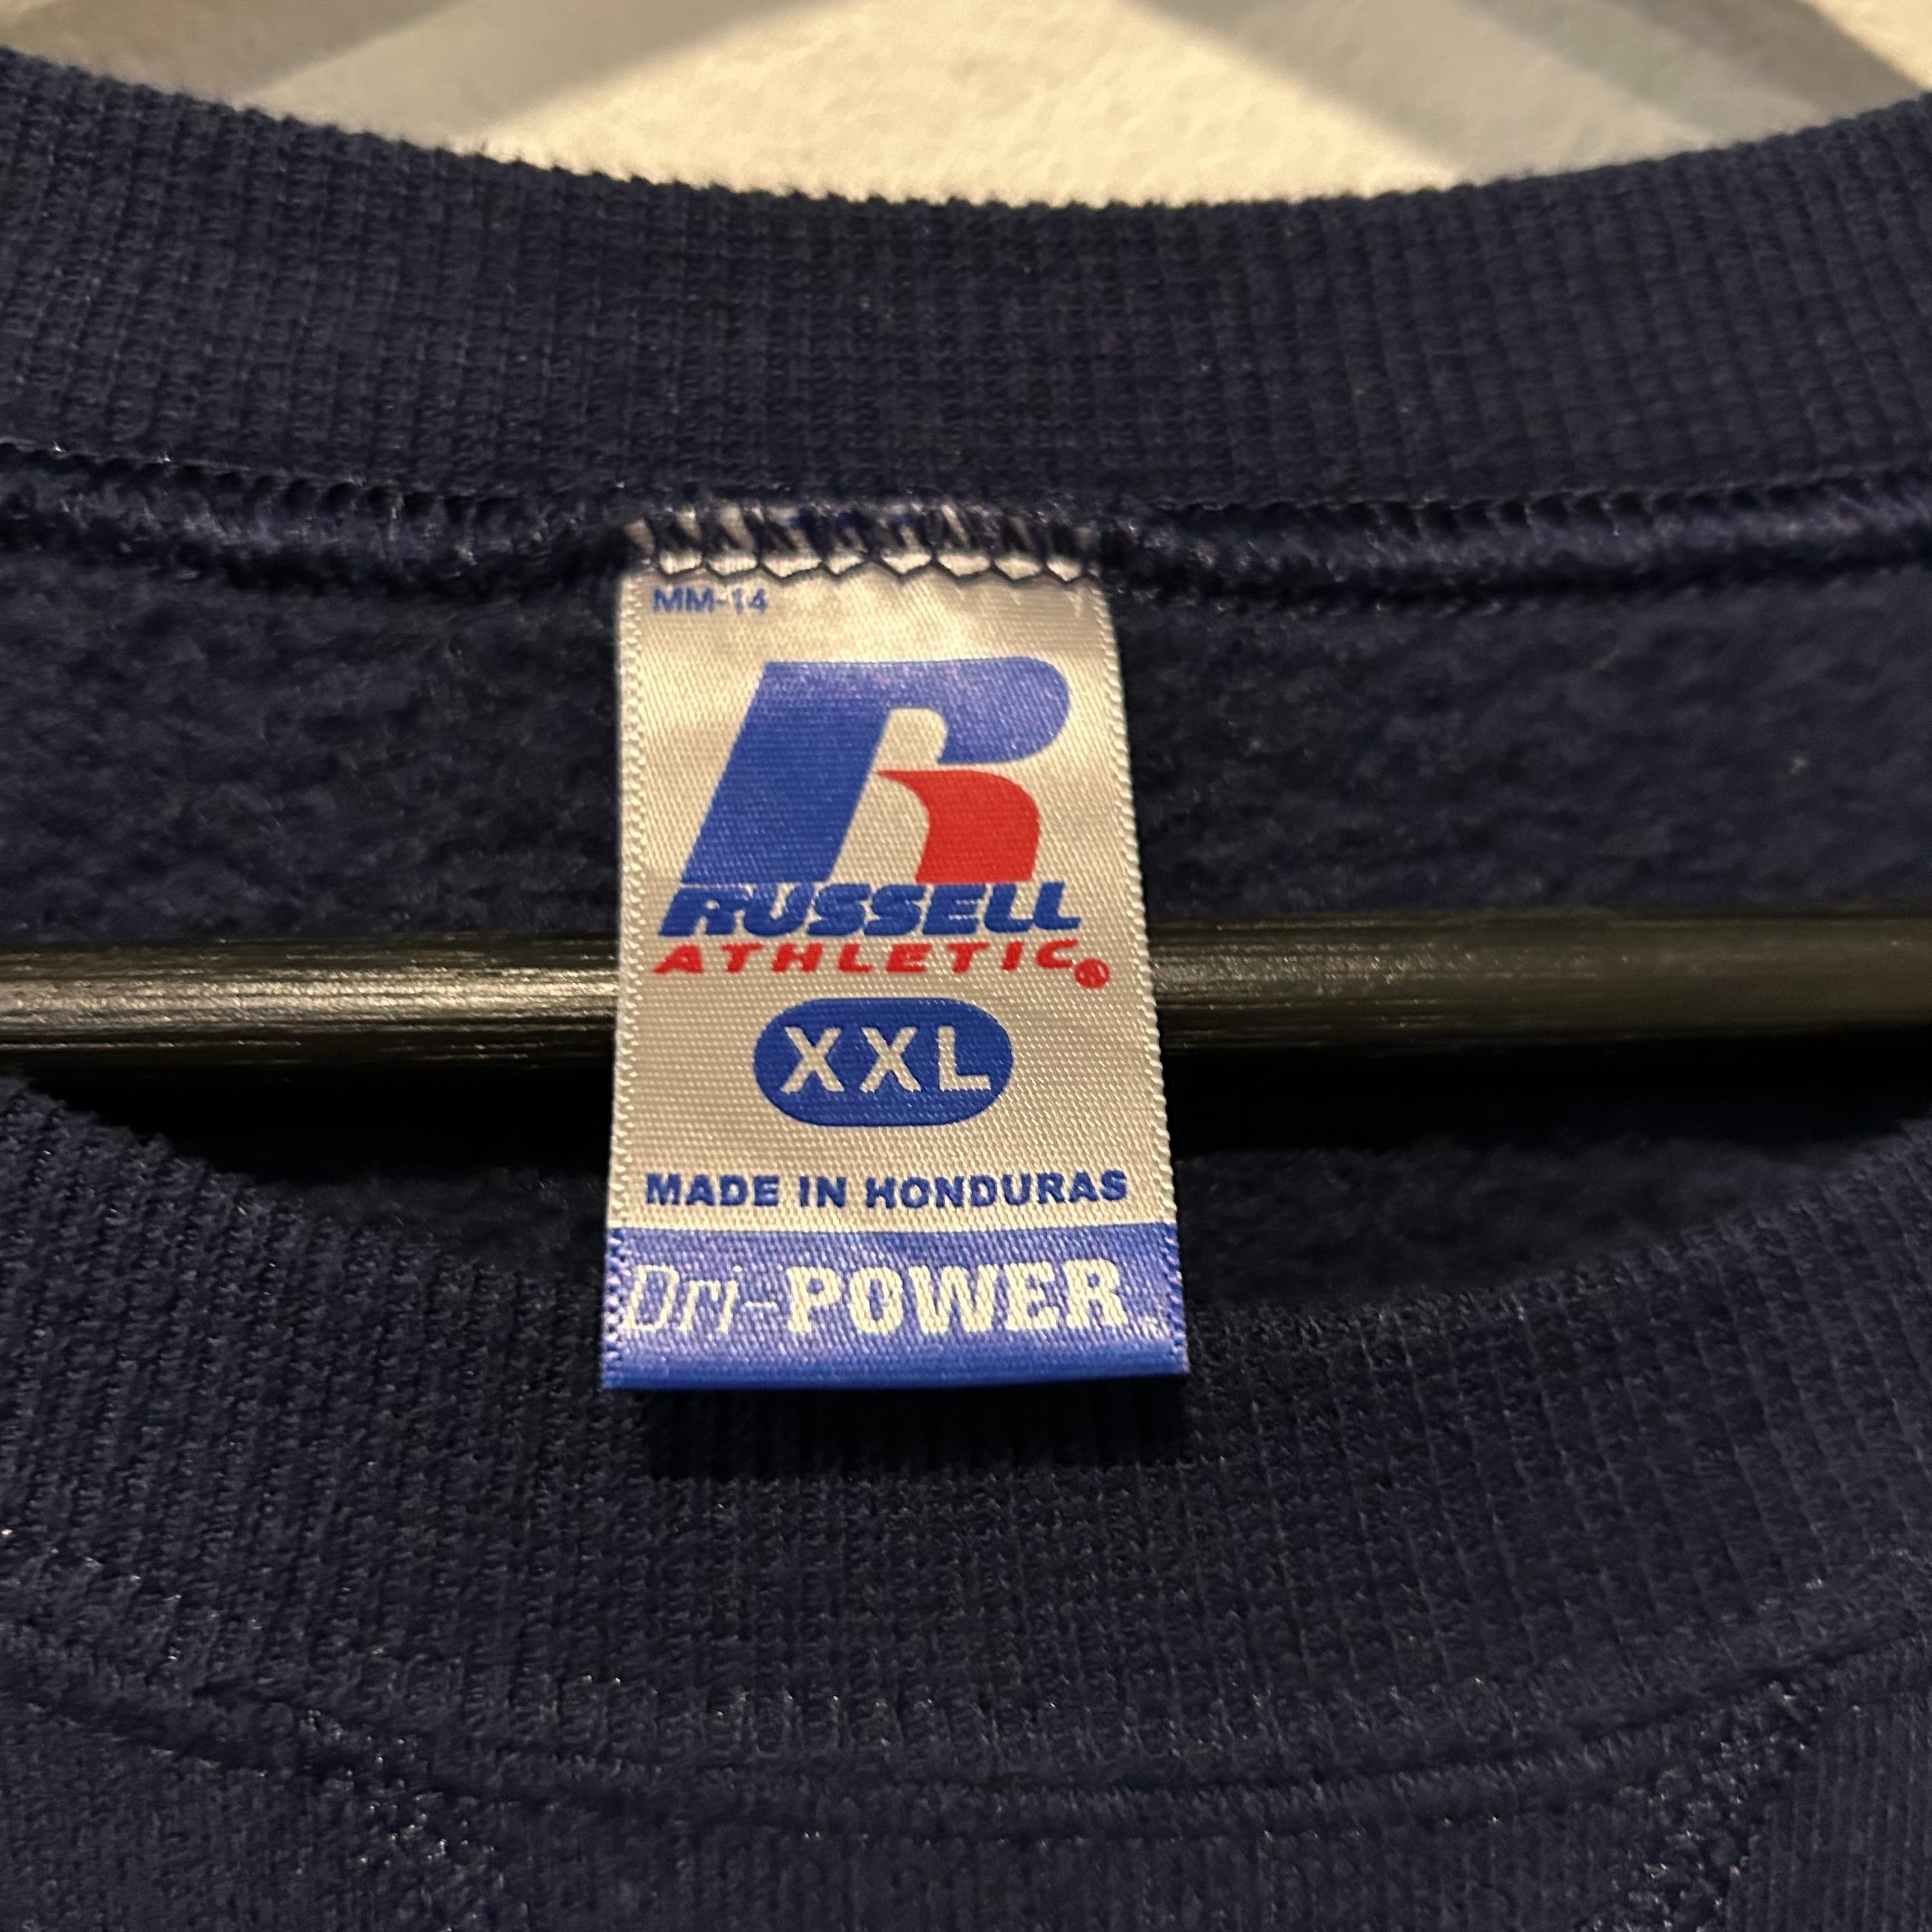 MM-14
RUSSELL
ATHLETIC®
XXL
MADE IN HONDURAS
Dri-POWER